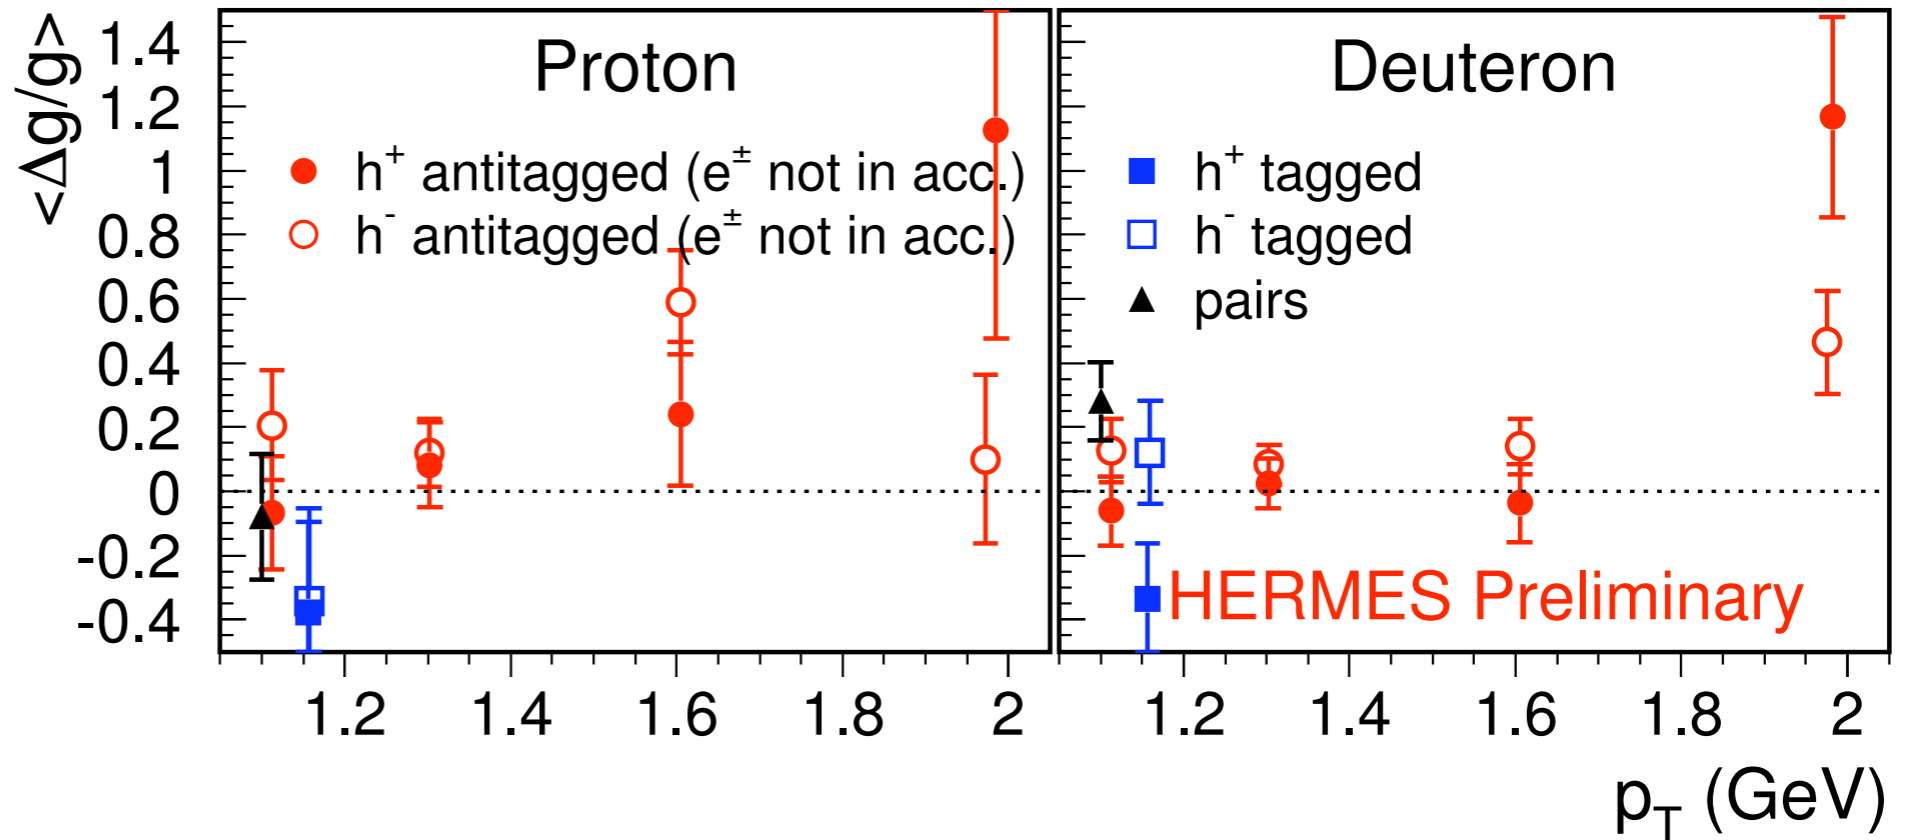 <Δg/g>
1.4
1.2
1
0.8
0.6
0.4
0.2
0
-0.2
-0.4
Proton
h+ antitagged (e± not in acc.)
h- antitagged (e± not in acc.)
1.2 1.4 1.6 1.8 2
Deuteron
h+ tagged
h- tagged
pairs
HERMES Preliminary
1.2 1.4 1.6 1.8 2
pT (GeV)